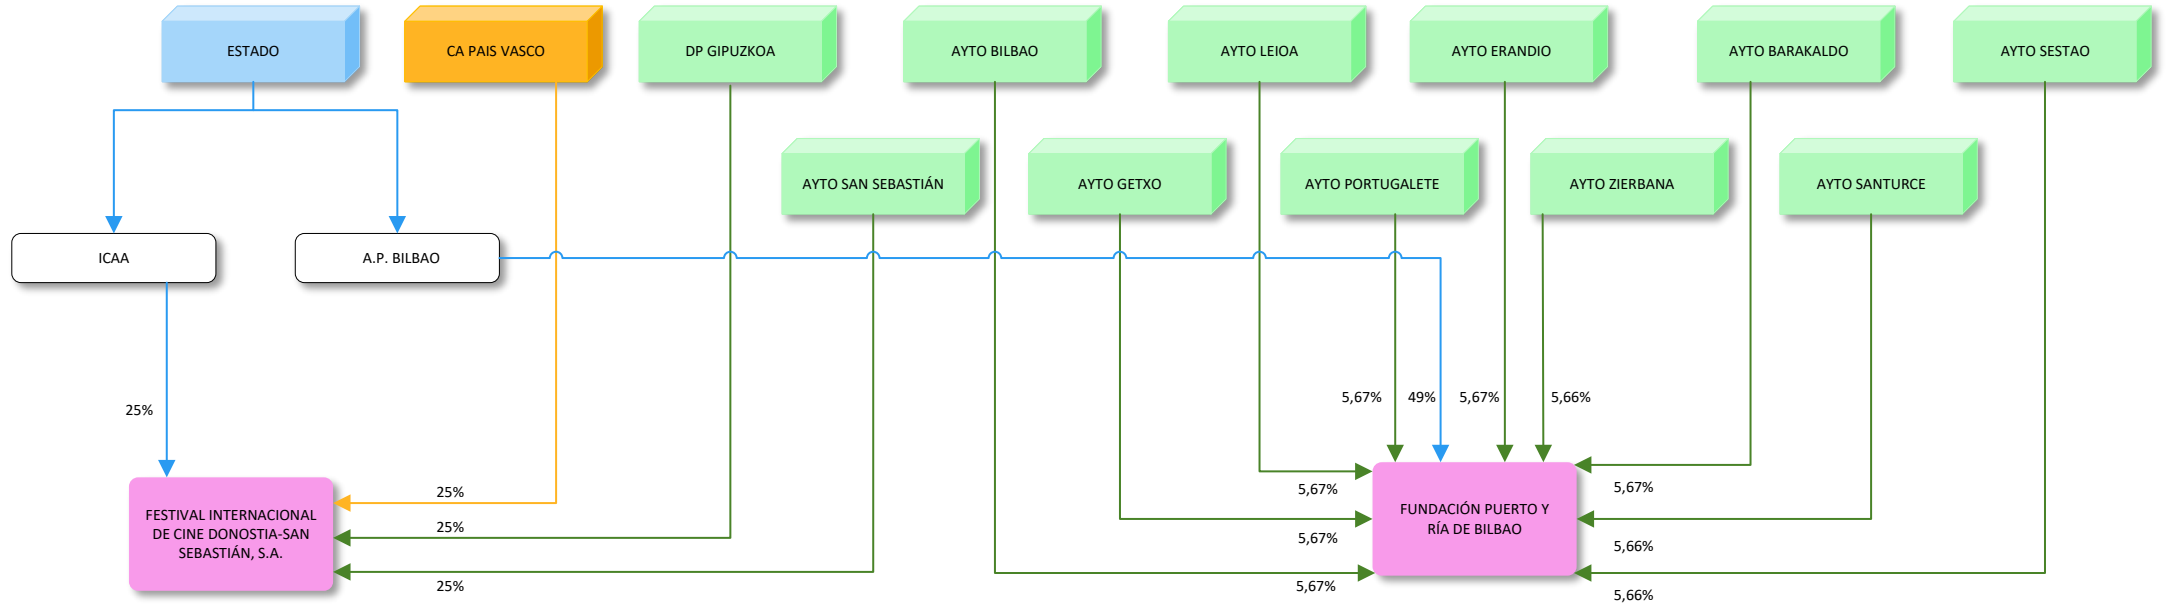 ESTADO
CA PAIS VASCO
DP GIPUZKOA
AYTO BILBAO
AYTO LEIOA
AYTO ERANDIO
AYTO BARAKALDO
AYTO SESTAO
AYTO SAN SEBASTIÁN
AYTO GETXO
AYTO PORTUGALETE
AYTO ZIERBANA
AYTO SANTURCE
ICAA
A.P. BILBAO
25%
5,67%
49%
5,67%
5,66%
25%
25%
25%
FESTIVAL INTERNACIONAL
DE CINE DONOSTIA-SAN
SEBASTIÁN, S.A.
5,67%
5,67%
5,67%
FUNDACIÓN PUERTO Y
RÍA DE BILBAO
5,67%
5,66%
5,66%